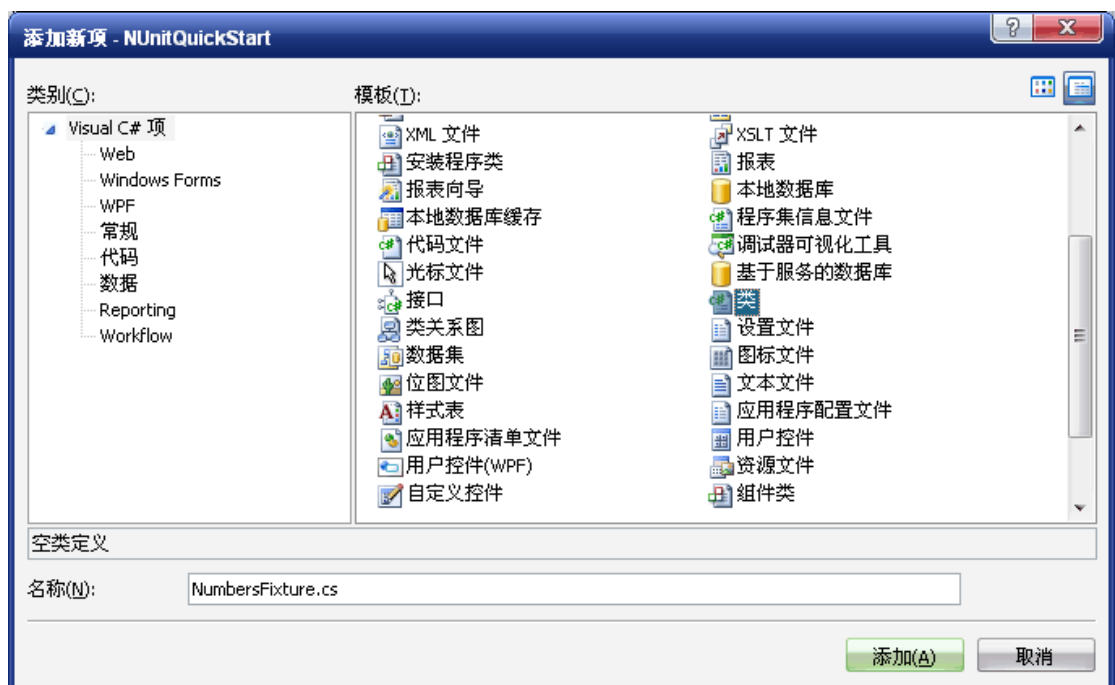 添加新项 - NUnitQuickStart
类别(C):
模板(T):
Visual C# 项
Web
Windows Forms
WPF
常规
代码
数据
Reporting
Workflow
XML 文件
XSLT 文件
安装程序类
报表
报表向导
本地数据库
本地数据库缓存
程序集信息文件
代码文件
调试器可视化工具
光标文件
基于服务的数据库
接口
类
类关系图
设置文件
数据集
图标文件
位图文件
文本文件
样式表
应用程序配置文件
应用程序清单文件
用户控件
用户控件(WPF)
资源文件
自定义控件
组件类
空类定义
名称(N):
NumbersFixture.cs
添加(A)
取消